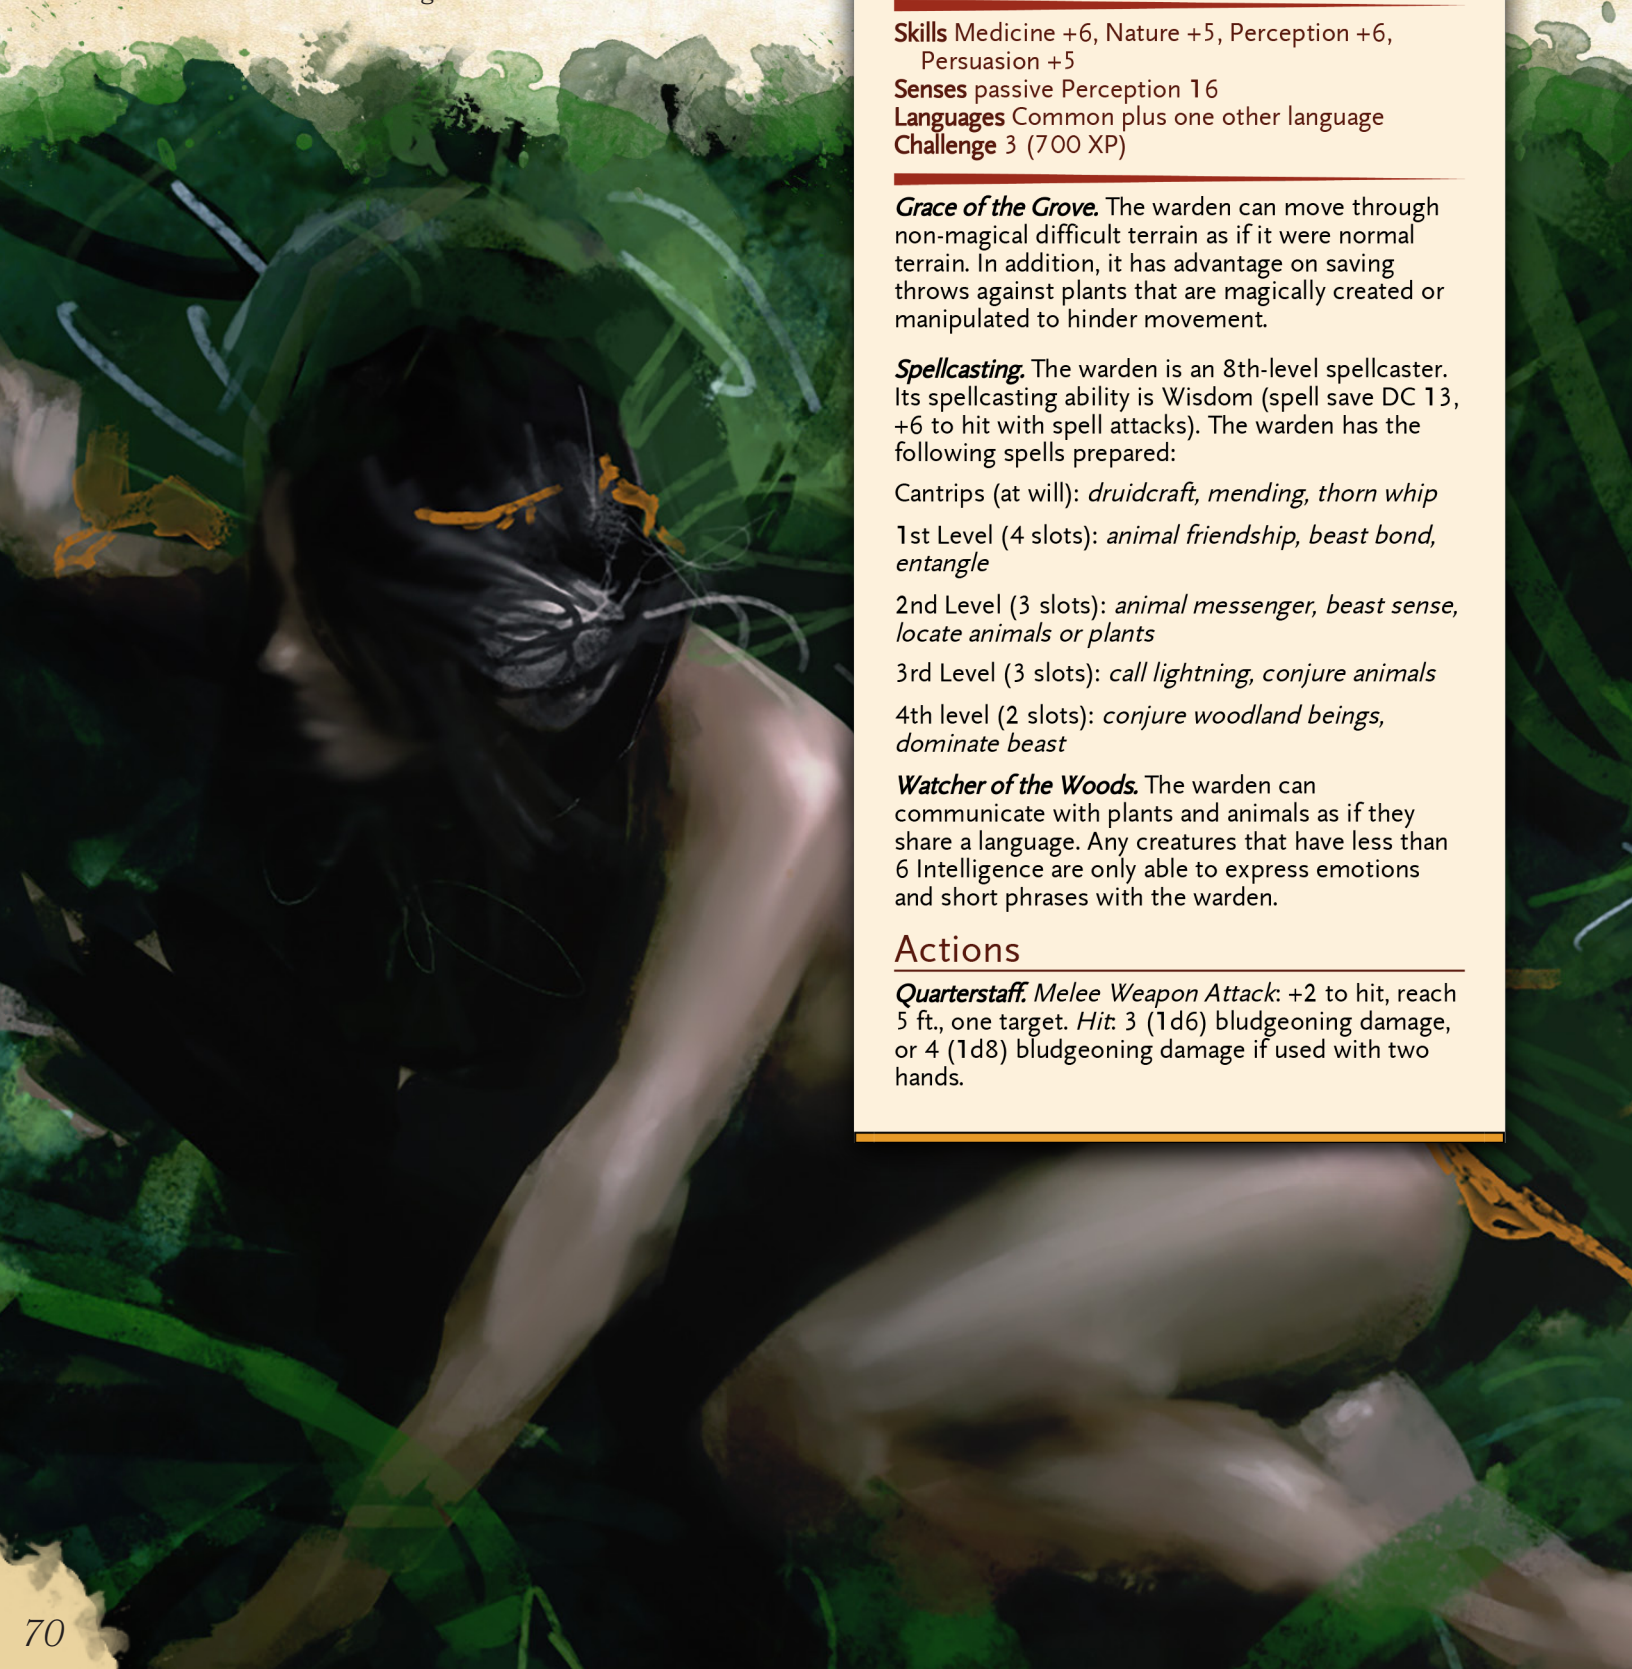 Skills Medicine +6, Nature +5, Perception +6,
Persuasion +5
Senses passive Perception 16
Languages Common plus one other language
Challenge 3 (700 XP)
Grace of the Grove. The warden can move through
non-magical difficult terrain as if it were normal
terrain. In addition, it has advantage on saving
throws against plants that are magically created or
manipulated to hinder movement.
Spellcasting. The warden is an 8th-level spellcaster.
Its spellcasting ability is Wisdom (spell save DC 13,
+6 to hit with spell attacks). The warden has the
following spells prepared:
Cantrips (at will): druidcraft, mending, thorn whip
1st Level (4 slots): animal friendship, beast bond,
entangle
2nd Level (3 slots): animal messenger, beast sense,
locate animals or plants
3rd Level (3 slots): call lightning, conjure animals
4th level (2 slots): conjure woodland beings,
dominate beast
Watcher of the Woods. The warden can
communicate with plants and animals as if they
share a language. Any creatures that have less than
6 Intelligence are only able to express emotions
and short phrases with the warden.
Actions
Quarterstaff. Melee Weapon Attack: +2 to hit, reach
5 ft., one target. Hit: 3 (1d6) bludgeoning damage,
or 4 (1d8) bludgeoning damage if used with two
hands.
70